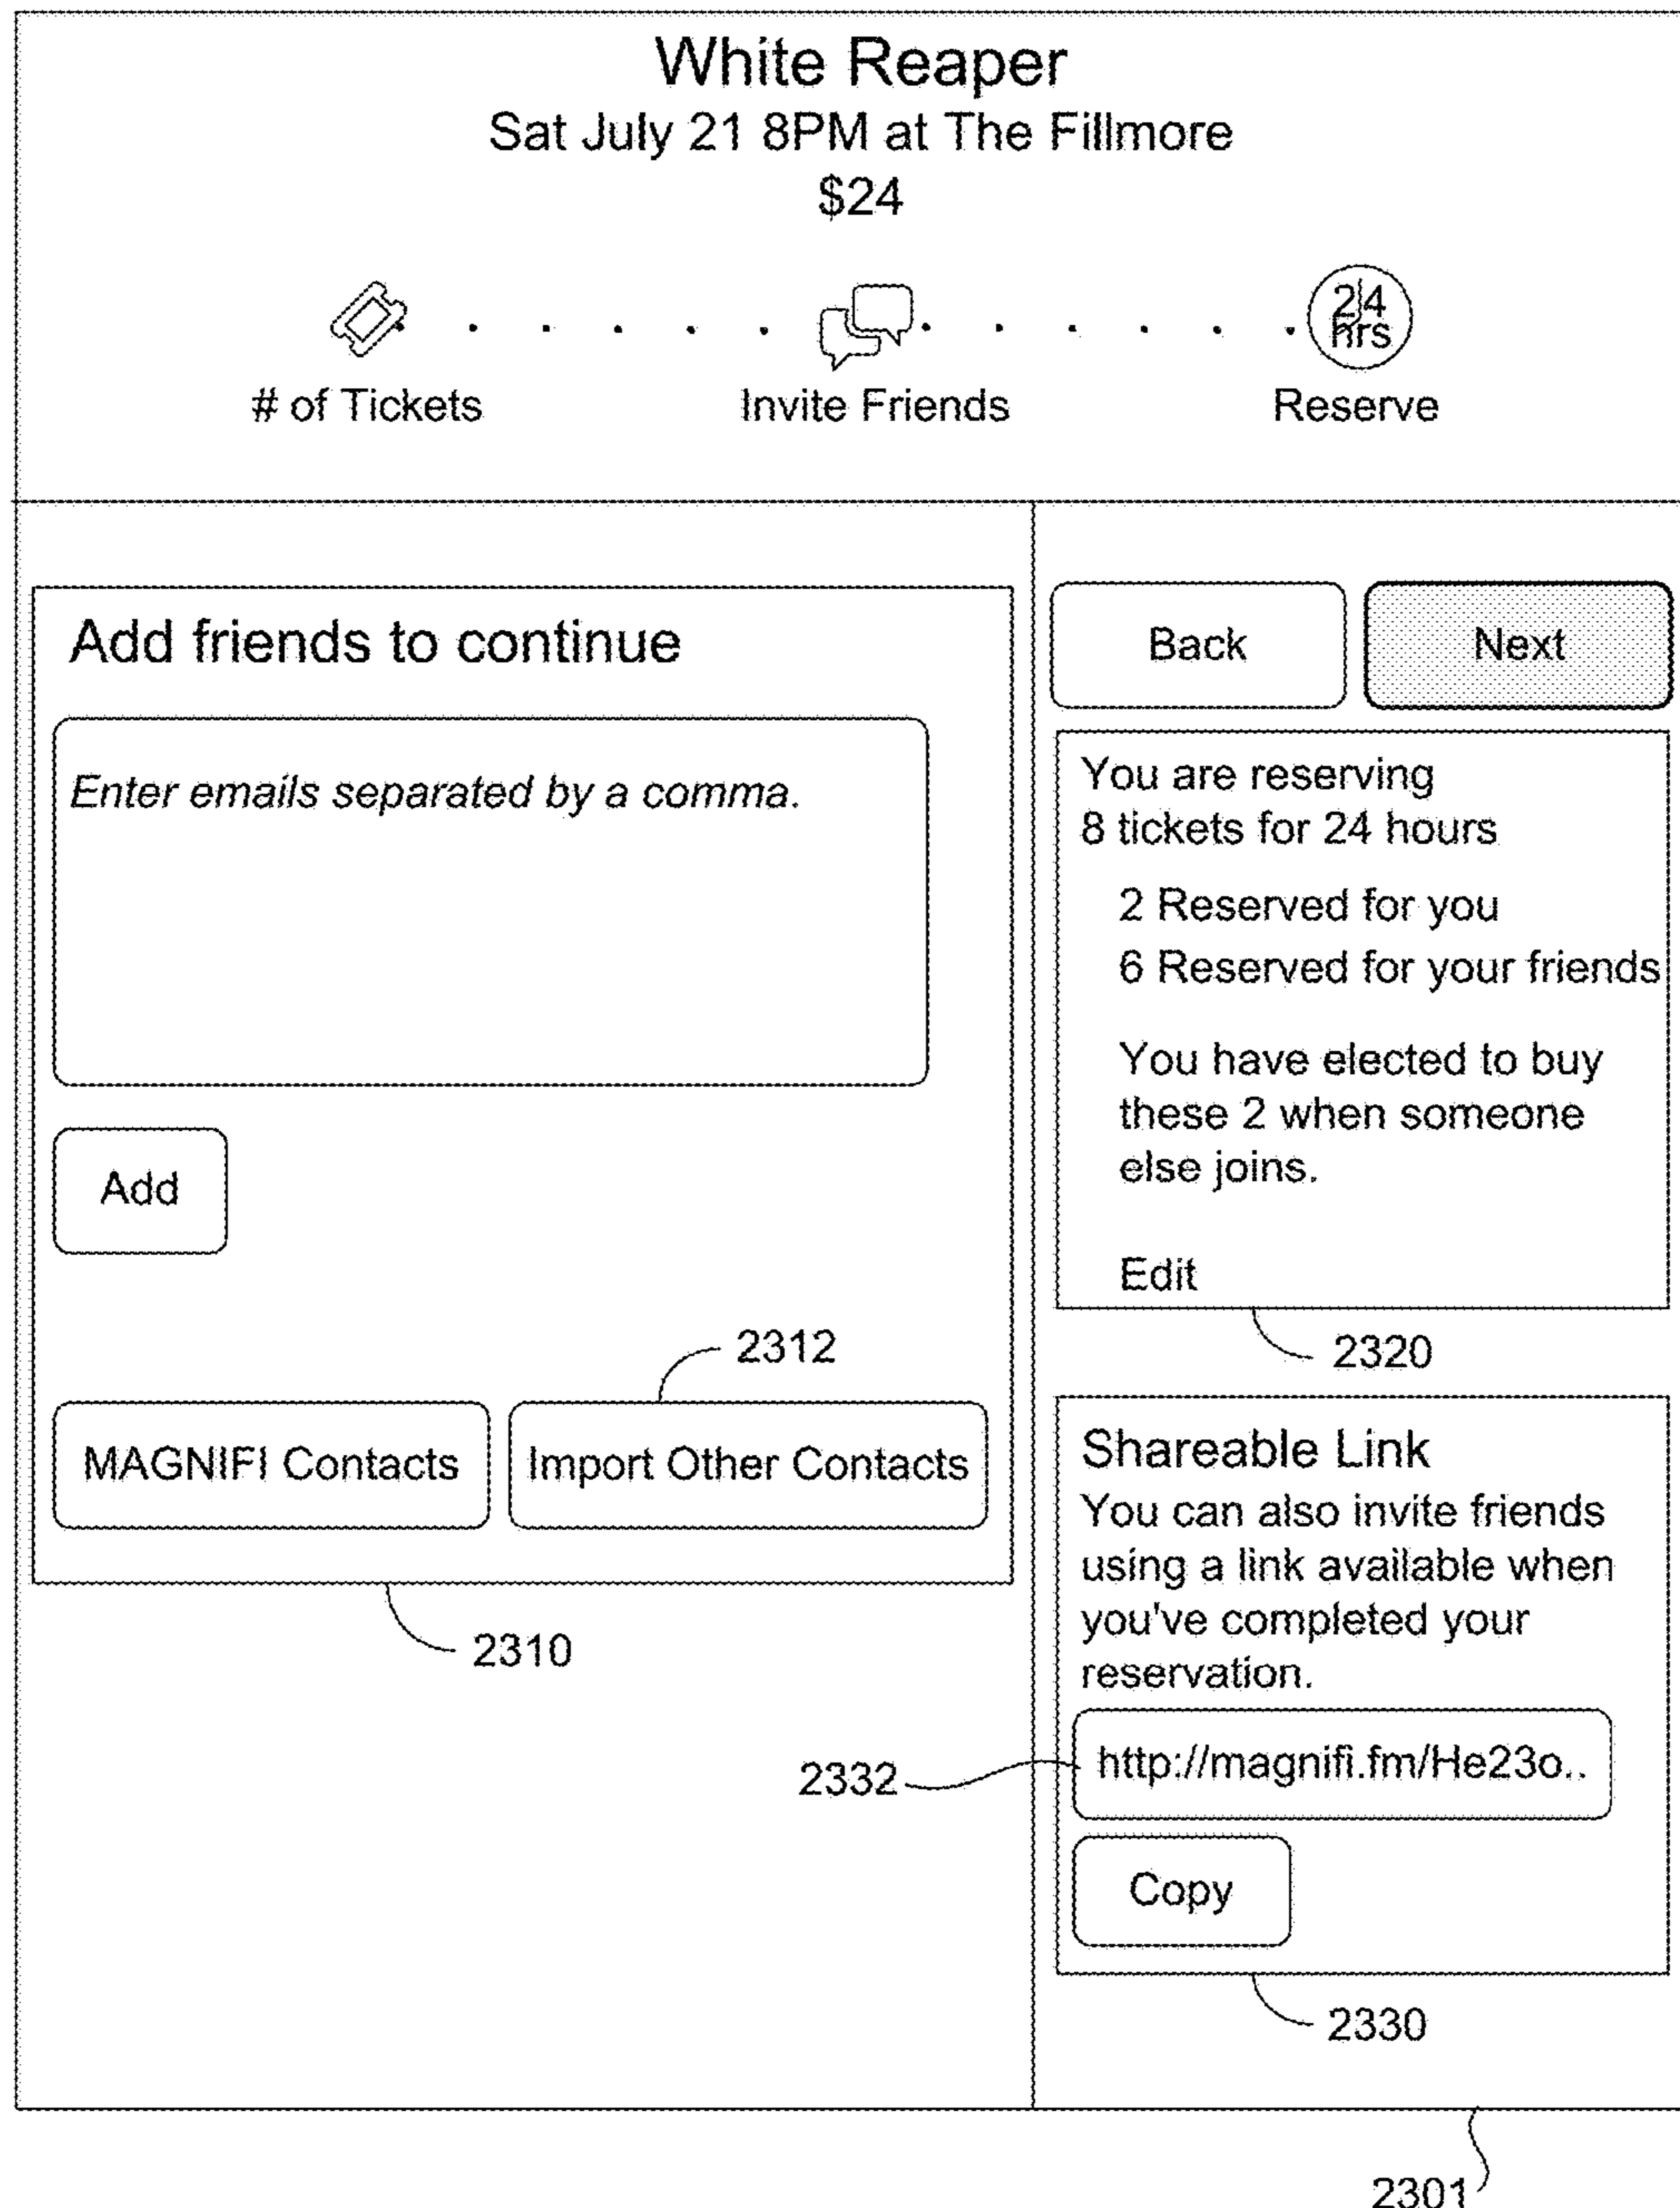 White Reaper
Sat July 21 8PM at The Fillmore
$24
24
hrs
# of Tickets
Invite Friends
Reserve
Add friends to continue
Enter emails separated by a comma.
Add
2312
MAGNIFI Contacts
Import Other Contacts
2310
Back
Next
You are reserving
8 tickets for 24 hours
2 Reserved for you
6 Reserved for your friends
You have elected to buy
these 2 when someone
else joins.
Edit
2320
Shareable Link
You can also invite friends
using a link available when
you've completed your
reservation.
2332
http://magnifi.fm/He23o..
Copy
2330
2301